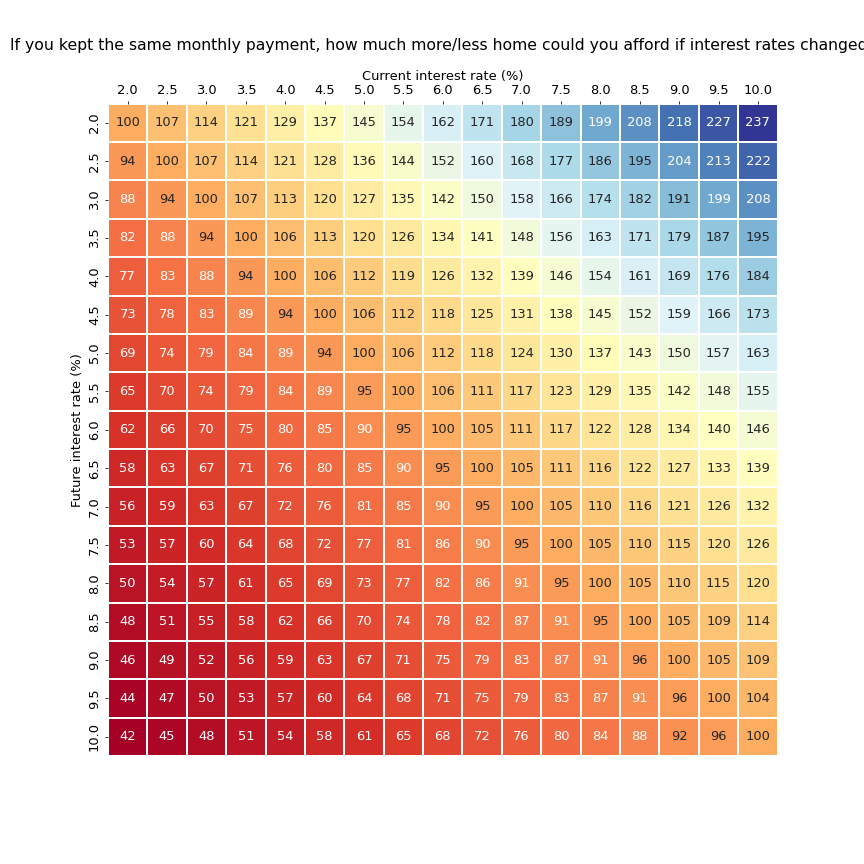 If you kept the same monthly payment, how much more/less home could you afford if interest rates changed
Current interest rate (%)
2.0 2.5 3.0 3.5 4.0 4.5 5.0 5.5 6.0 6.5 7.0 7.5 8.0 8.5 9.0 9.5 10.0
Future interest rate (%)
2.0 100 107 114 121 129 137 145 154 162 171 180 189 199 208 218 227 237
2.5 94 100 107 114 121 128 136 144 152 160 168 177 186 195 204 213 222
3.0 88 94 100 107 113 120 127 135 142 150 158 166 174 182 191 199 208
3.5 82 88 94 100 106 113 120 126 134 141 148 156 163 171 179 187 195
4.0 77 83 88 94 100 106 112 119 126 132 139 146 154 161 169 176 184
4.5 73 78 83 89 94 100 106 112 118 125 131 138 145 152 159 166 173
5.0 69 74 79 84 89 94 100 106 112 118 124 130 137 143 150 157 163
5.5 65 70 74 79 84 89 95 100 106 111 117 123 129 135 142 148 155
6.0 62 66 70 75 80 85 90 95 100 105 111 117 122 128 134 140 146
6.5 58 63 67 71 76 80 85 90 95 100 105 111 116 122 127 133 139
7.0 56 59 63 67 72 76 81 85 90 95 100 105 110 116 121 126 132
7.5 53 57 60 64 68 72 77 81 86 90 95 100 105 110 115 120 126
8.0 50 54 57 61 65 69 73 77 82 86 91 95 100 105 110 115 120
8.5 48 51 55 58 62 66 70 74 78 82 87 91 95 100 105 109 114
9.0 46 49 52 56 59 63 67 71 75 79 83 87 91 96 100 105 109
9.5 44 47 50 53 57 60 64 68 71 75 79 83 87 91 96 100 104
10.0 42 45 48 51 54 58 61 65 68 72 76 80 84 88 92 96 100